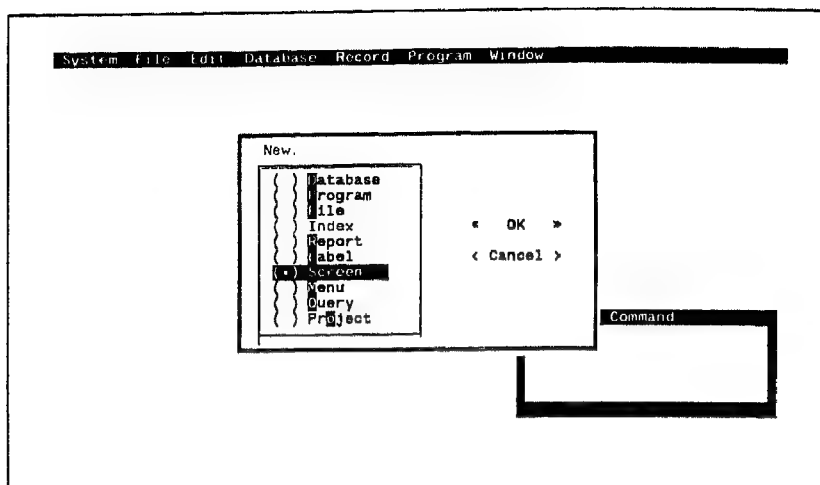 System File Edit Database Record Program Window
New.
( ) Database
( ) Program
( ) File
( ) Index
( ) Report
( ) Label
(•) Screen
( ) Menu
( ) Query
( ) Project
« OK »
< Cancel >
Command